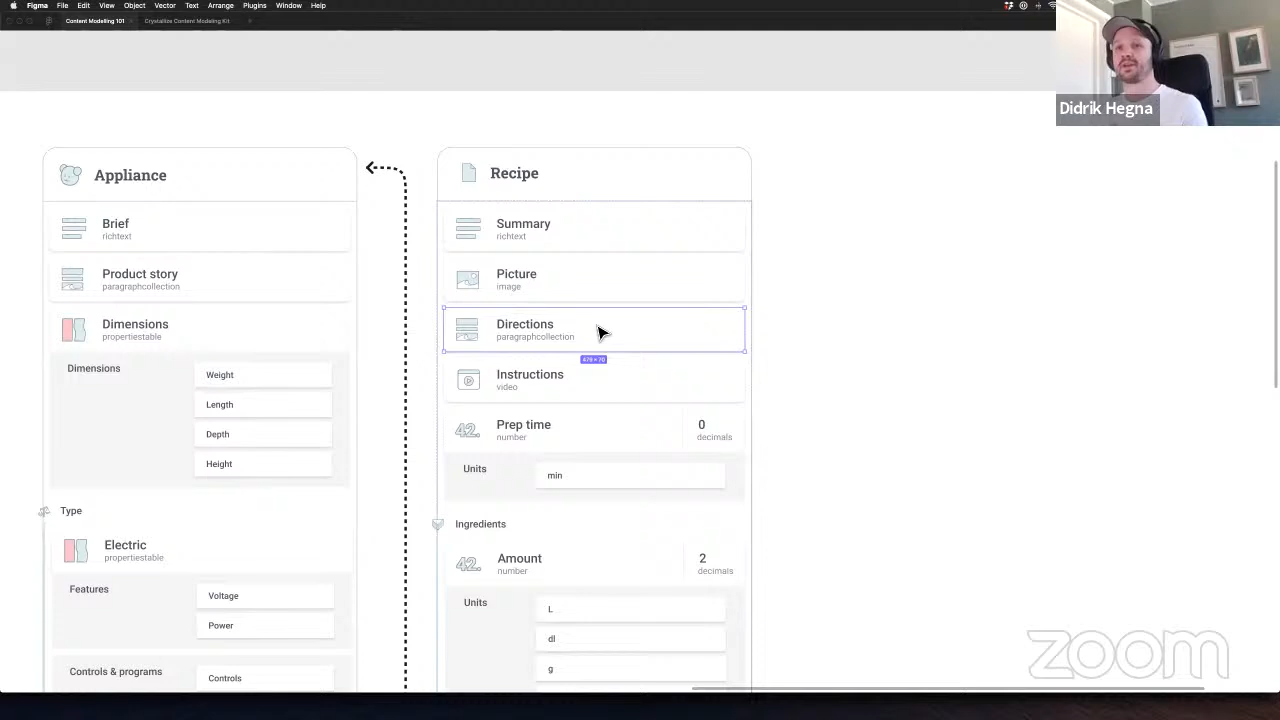 Figma File Edit View Object Vector Text Arrange Plugins Window Help
Content Modelling 101 Crystallize Content Modeling Kit
Didrik Hegna
Appliance
Brief
richtext
Product story
paragraphcollection
Dimensions
propertiestable
Dimensions
Weight
Length
Depth
Height
Type
Electric
propertiestable
Features
Voltage
Power
Controls & programs
Controls
Recipe
Summary
richtext
Picture
image
Directions
paragraphcollection
479 × 70
Instructions
video
42. Prep time 0
number decimals
Units
min
Ingredients
42. Amount 2
number decimals
Units
L
dl
g
zoom